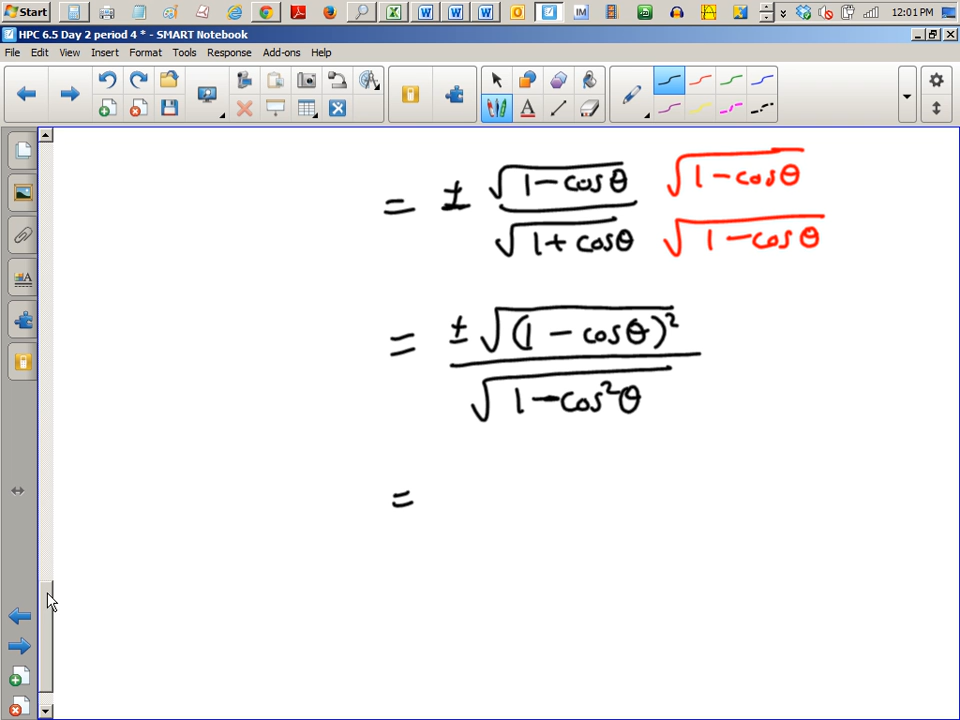 Start
12:01 PM
HPC 6.5 Day 2 period 4 * - SMART Notebook
File Edit View Insert Format Tools Response Add-ons Help
= ± √(1-cosθ) / √(1+cosθ) √(1-cosθ) / √(1-cosθ)
= ±√((1-cosθ)²) / √(1-cos²θ)
=